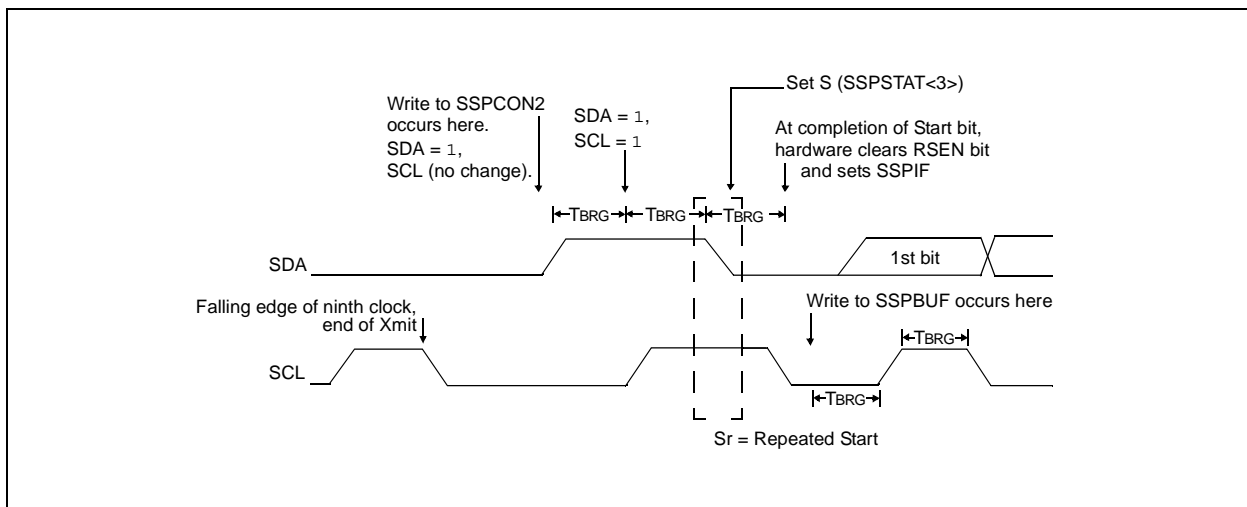 Set S (SSPSTAT<3>)
Write to SSPCON2
occurs here.
SDA = 1,
SCL (no change).
SDA = 1,
SCL = 1
At completion of Start bit,
hardware clears RSEN bit
and sets SSPIF
TBRG
TBRG
TBRG
SDA
1st bit
Falling edge of ninth clock,
end of Xmit
Write to SSPBUF occurs here
TBRG
SCL
TBRG
Sr = Repeated Start